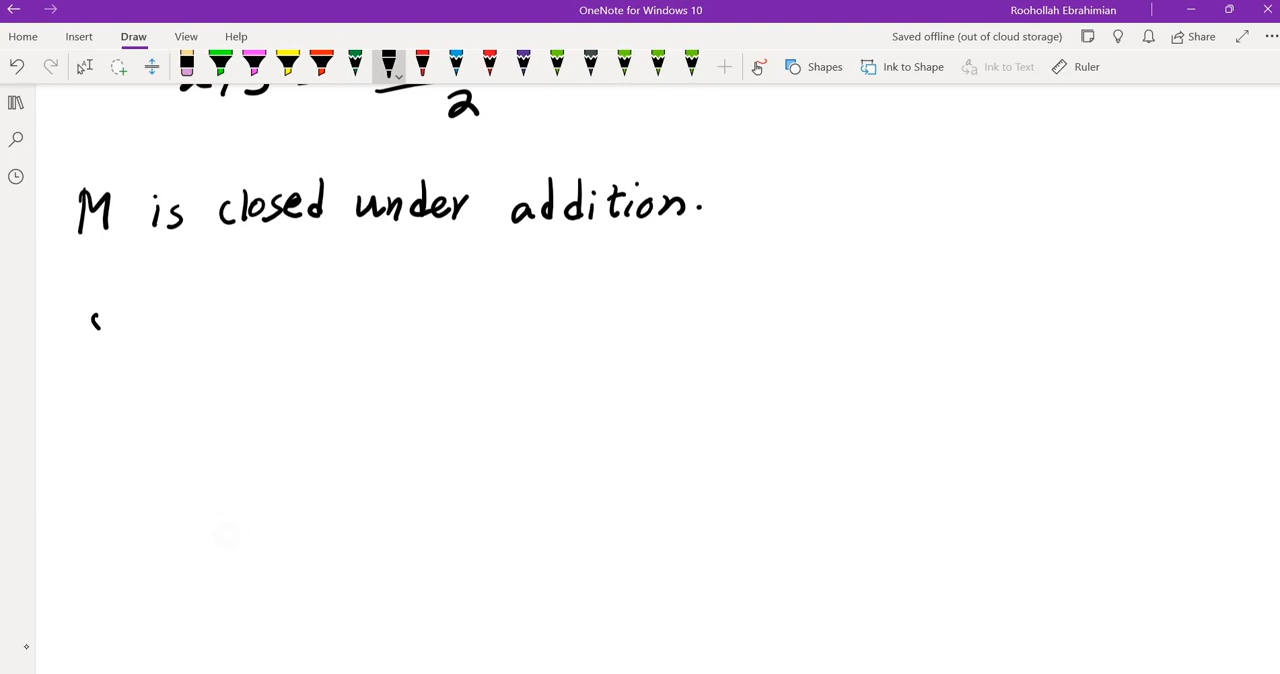 OneNote for Windows 10
Roohollah Ebrahimian
Home Insert Draw View Help
Saved offline (out of cloud storage)
Share
Shapes
Ink to Shape
Ink to Text
Ruler
2
M is closed under addition.